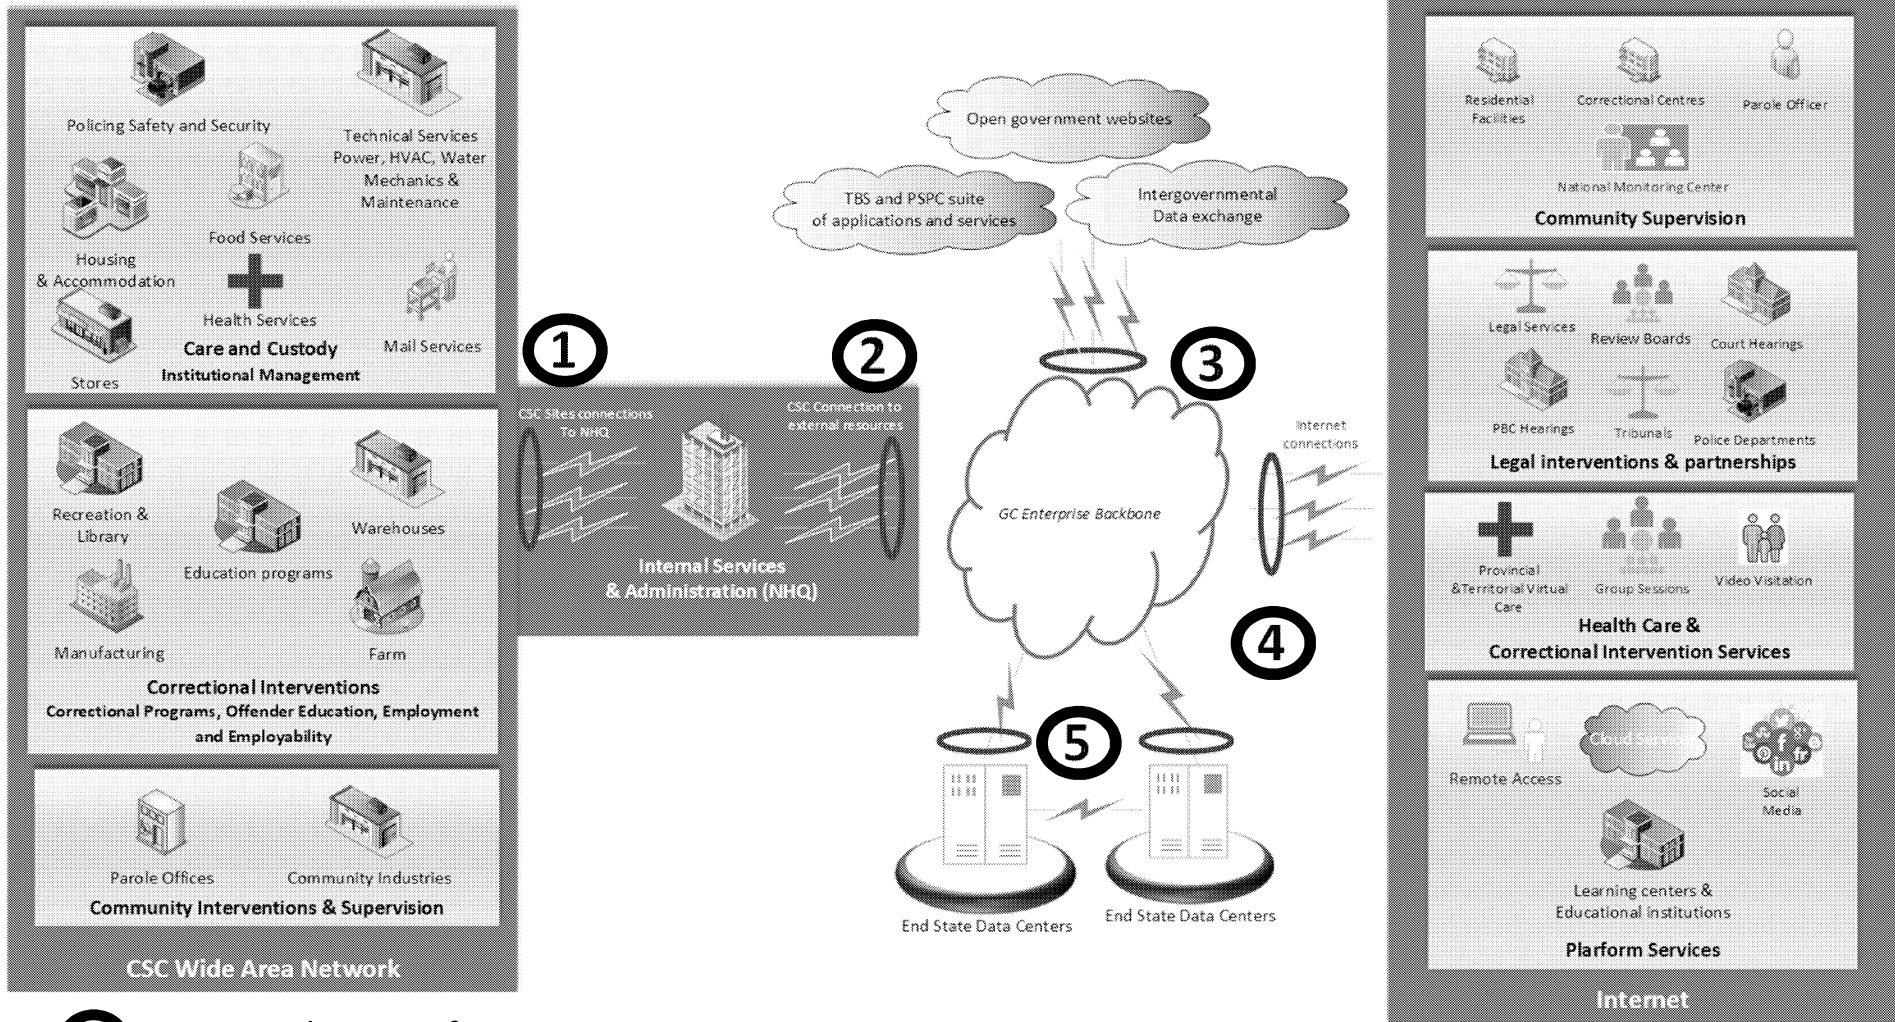 Policing Safety and Security
Technical Services
Power, HVAC, Water
Mechanics &
Maintenance
Food Services
Housing
& Accommodation
Health Services
Mail Services
Stores
Care and Custody
Institutional Management
Recreation &
Library
Education programs
Warehouses
Manufacturing
Farm
Correctional Interventions
Correctional Programs, Offender Education, Employment
and Employability
Parole Offices
Community Industries
Community Interventions & Supervision
CSC Wide Area Network
1
CSC Sites connections
To NHQ
2
CSC Connection to
external resources
Internal Services
& Administration (NHQ)
Open government websites
TBS and PSPC suite
of applications and services
Intergovernmental
Data exchange
3
GC Enterprise Backbone
Internet
connections
4
5
End State Data Centers
End State Data Centers
Residential
Facilities
Correctional Centres
Parole Officer
National Monitoring Center
Community Supervision
Legal Services
Review Boards
Court Hearings
PBC Hearings
Tribunals
Police Departments
Legal interventions & partnerships
Provincial
&Territorial Virtual
Care
Group Sessions
Video Visitation
Health Care &
Correctional Intervention Services
Remote Access
Cloud Services
Social
Media
Learning centers &
Educational institutions
Plarform Services
Internet